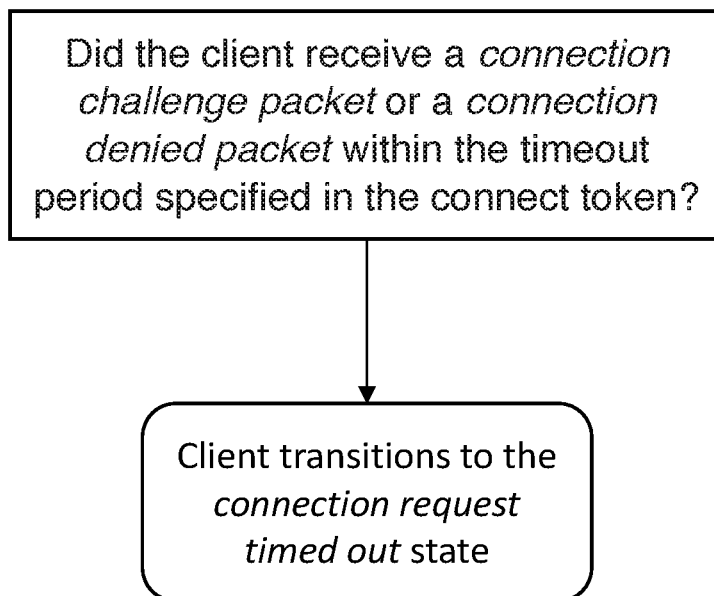 Did the client receive a connection
challenge packet or a connection
denied packet within the timeout
period specified in the connect token?
Client transitions to the
connection request
timed out state